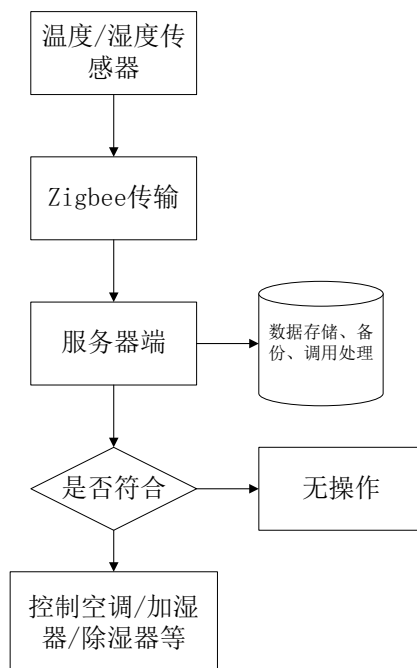 温度/湿度传
感器
Zigbee传输
服务器端
数据存储、备
份、调用处理
是否符合
无操作
控制空调/加湿
器/除湿器等